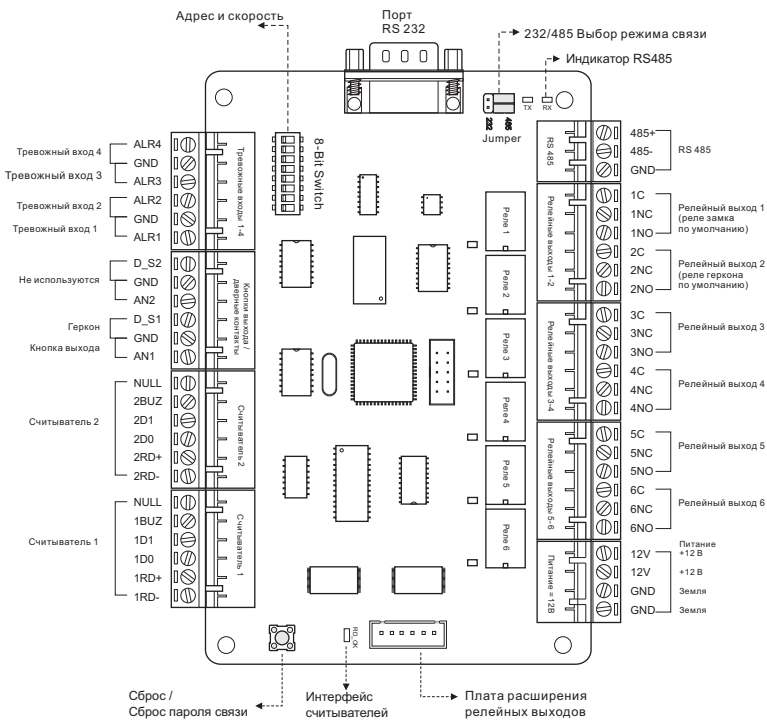 Адрес и скорость
Порт
RS 232
232/485 Выбор режима связи
Индикатор RS485
TX
RX
232
485
Jumper
8-Bit Switch
Тревожный вход 4
Тревожный вход 3
Тревожный вход 2
Тревожный вход 1
ALR4
GND
ALR3
ALR2
GND
ALR1
Тревожные входы 1-4
Не используются
Геркон
Кнопка выхода
D_S2
GND
AN2
D_S1
GND
AN1
Кнопки выхода /
дверные контакты
Считыватель 2
NULL
2BUZ
2D1
2D0
2RD+
2RD-
Считыватель 2
Считыватель 1
NULL
1BUZ
1D1
1D0
1RD+
1RD-
Считыватель 1
Реле 1
Реле 2
Реле 3
Реле 4
Реле 5
Реле 6
RS 485
485+
485-
GND
RS 485
Релейные выходы 1-2
1C
1NC
1NO
2C
2NC
2NO
Релейный выход 1
(реле замка
по умолчанию)
Релейный выход 2
(реле геркона
по умолчанию)
Релейные выходы 3-4
3C
3NC
3NO
4C
4NC
4NO
Релейный выход 3
Релейный выход 4
Релейные выходы 5-6
5C
5NC
5NO
6C
6NC
6NO
Релейный выход 5
Релейный выход 6
Питание = 12В
12V
12V
GND
GND
Питание
+12 В
+12 В
Земля
Земля
RD_OK
Сброс /
Сброс пароля связи
Интерфейс
считывателей
Плата расширения
релейных выходов